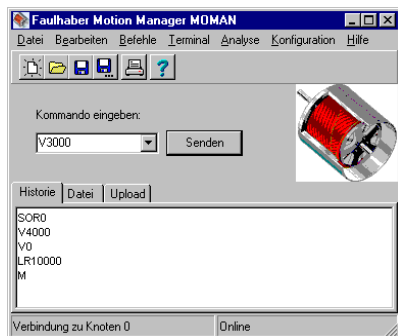 Faulhaber Motion Manager MOMAN
Datei Bearbeiten Befehle Terminal Analyse Konfiguration Hilfe
Kommando eingeben:
V3000 Senden
Historie Datei Upload
SOR0
V4000
V0
LR10000
M
Verbindung zu Knoten 0 Online